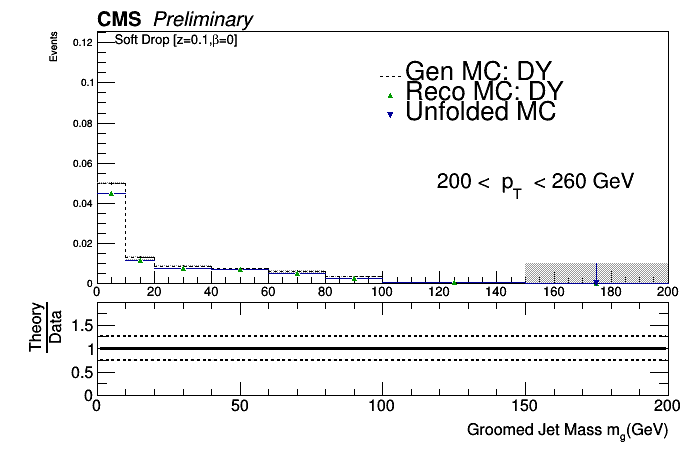 CMS Preliminary
Events
Soft Drop [z=0.1,β=0]
0.12
0.1
0.08
0.06
0.04
0.02
0
Gen MC: DY
Reco MC: DY
Unfolded MC
200 < pT < 260 GeV
0 20 40 60 80 100 120 140 160 180 200
Theory
Data
1.5
1
0.5
0
0 50 100 150 200
Groomed Jet Mass mg(GeV)